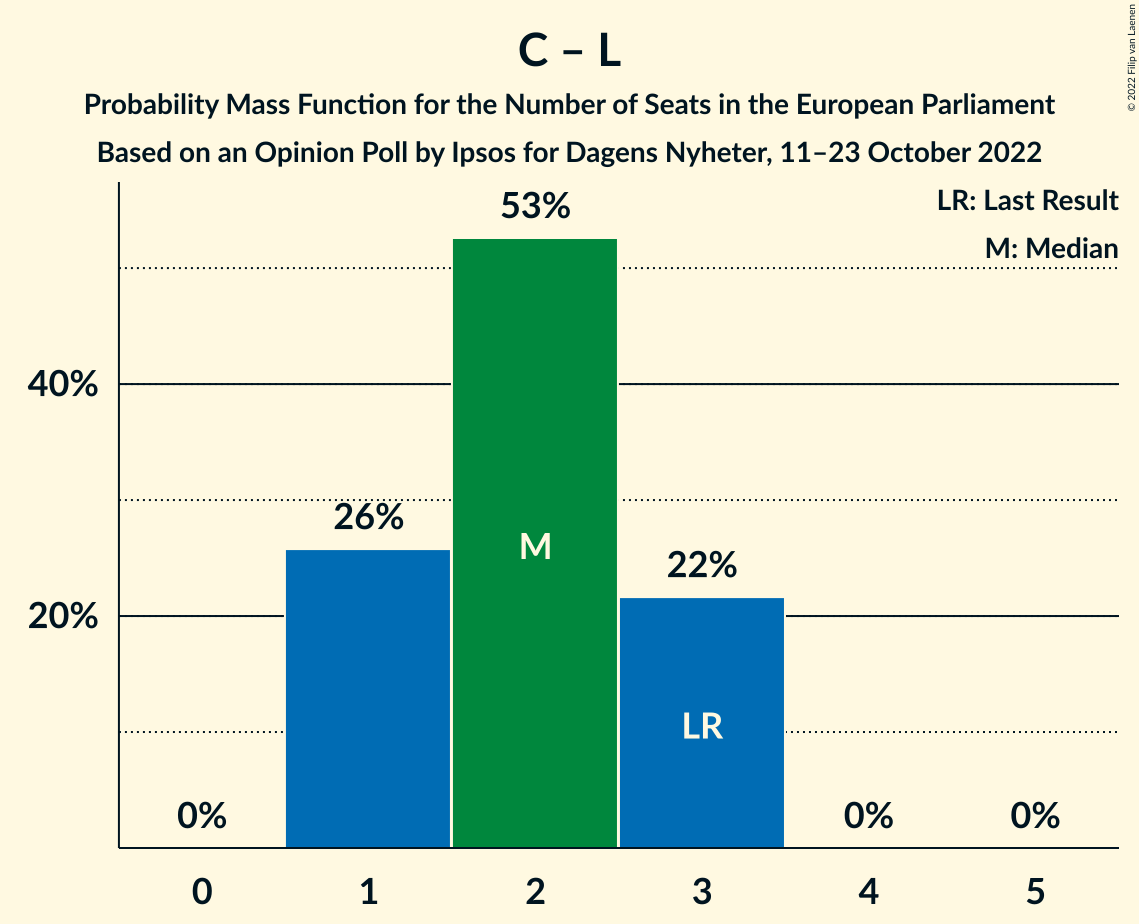 C – L
Probability Mass Function for the Number of Seats in the European Parliament
Based on an Opinion Poll by Ipsos for Dagens Nyheter, 11–23 October 2022
© 2022 Filip van Laenen
LR: Last Result
M: Median
53%
40%
26%
M
22%
20%
LR
0%
0%
0%
0
1
2
3
4
5